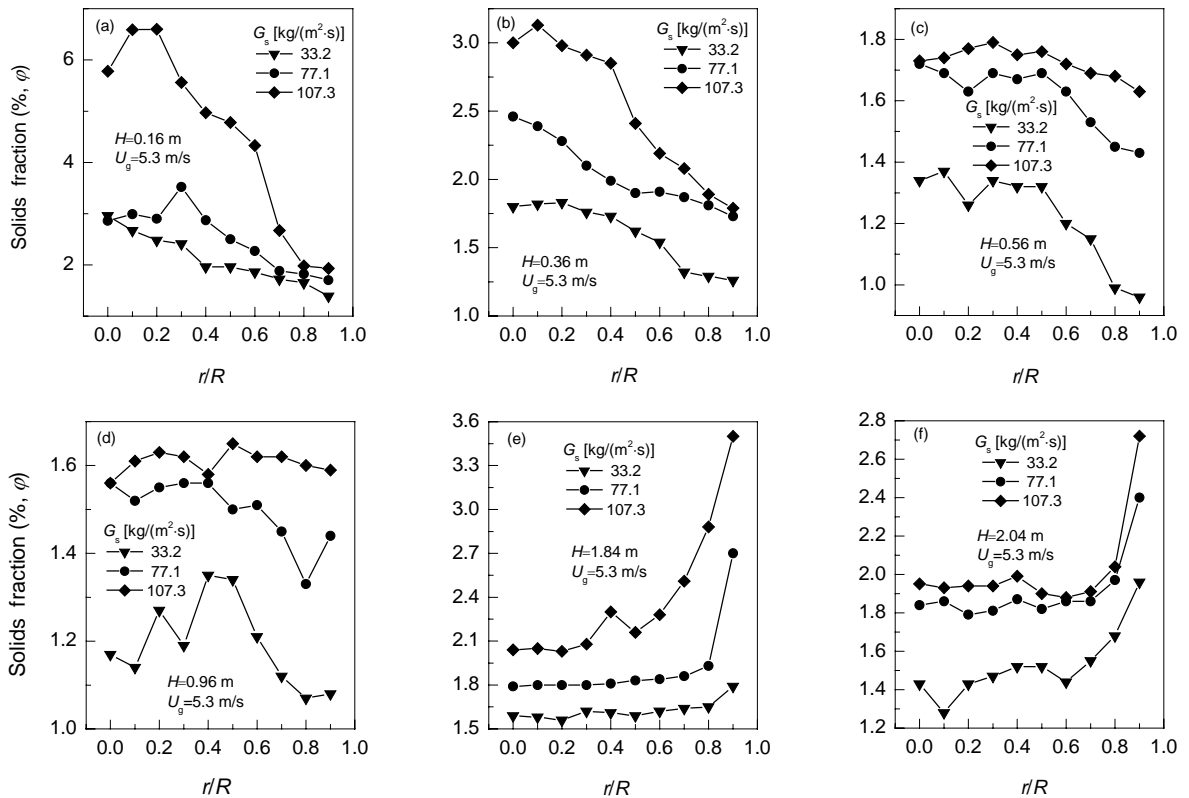 (a)
Gs [kg/(m²·s)]
33.2
77.1
107.3
H=0.16 m
Ug=5.3 m/s
6
4
2
0.0 0.2 0.4 0.6 0.8 1.0
r/R
Solids fraction (%, φ)
(b)
Gs [kg/(m²·s)]
33.2
77.1
107.3
H=0.36 m
Ug=5.3 m/s
3.0
2.5
2.0
1.5
1.0
0.0 0.2 0.4 0.6 0.8 1.0
r/R
(c)
Gs [kg/(m²·s)]
33.2
77.1
107.3
H=0.56 m
Ug=5.3 m/s
1.8
1.6
1.4
1.2
1.0
0.0 0.2 0.4 0.6 0.8 1.0
r/R
(d)
Gs [kg/(m²·s)]
33.2
77.1
107.3
H=0.96 m
Ug=5.3 m/s
1.6
1.4
1.2
1.0
0.0 0.2 0.4 0.6 0.8 1.0
r/R
Solids fraction (%, φ)
(e)
Gs [kg/(m²·s)]
33.2
77.1
107.3
H=1.84 m
Ug=5.3 m/s
3.6
3.3
3.0
2.7
2.4
2.1
1.8
1.5
0.0 0.2 0.4 0.6 0.8 1.0
r/R
(f)
Gs [kg/(m²·s)]
33.2
77.1
107.3
H=2.04 m
Ug=5.3 m/s
2.8
2.6
2.4
2.2
2.0
1.8
1.6
1.4
1.2
0.0 0.2 0.4 0.6 0.8 1.0
r/R